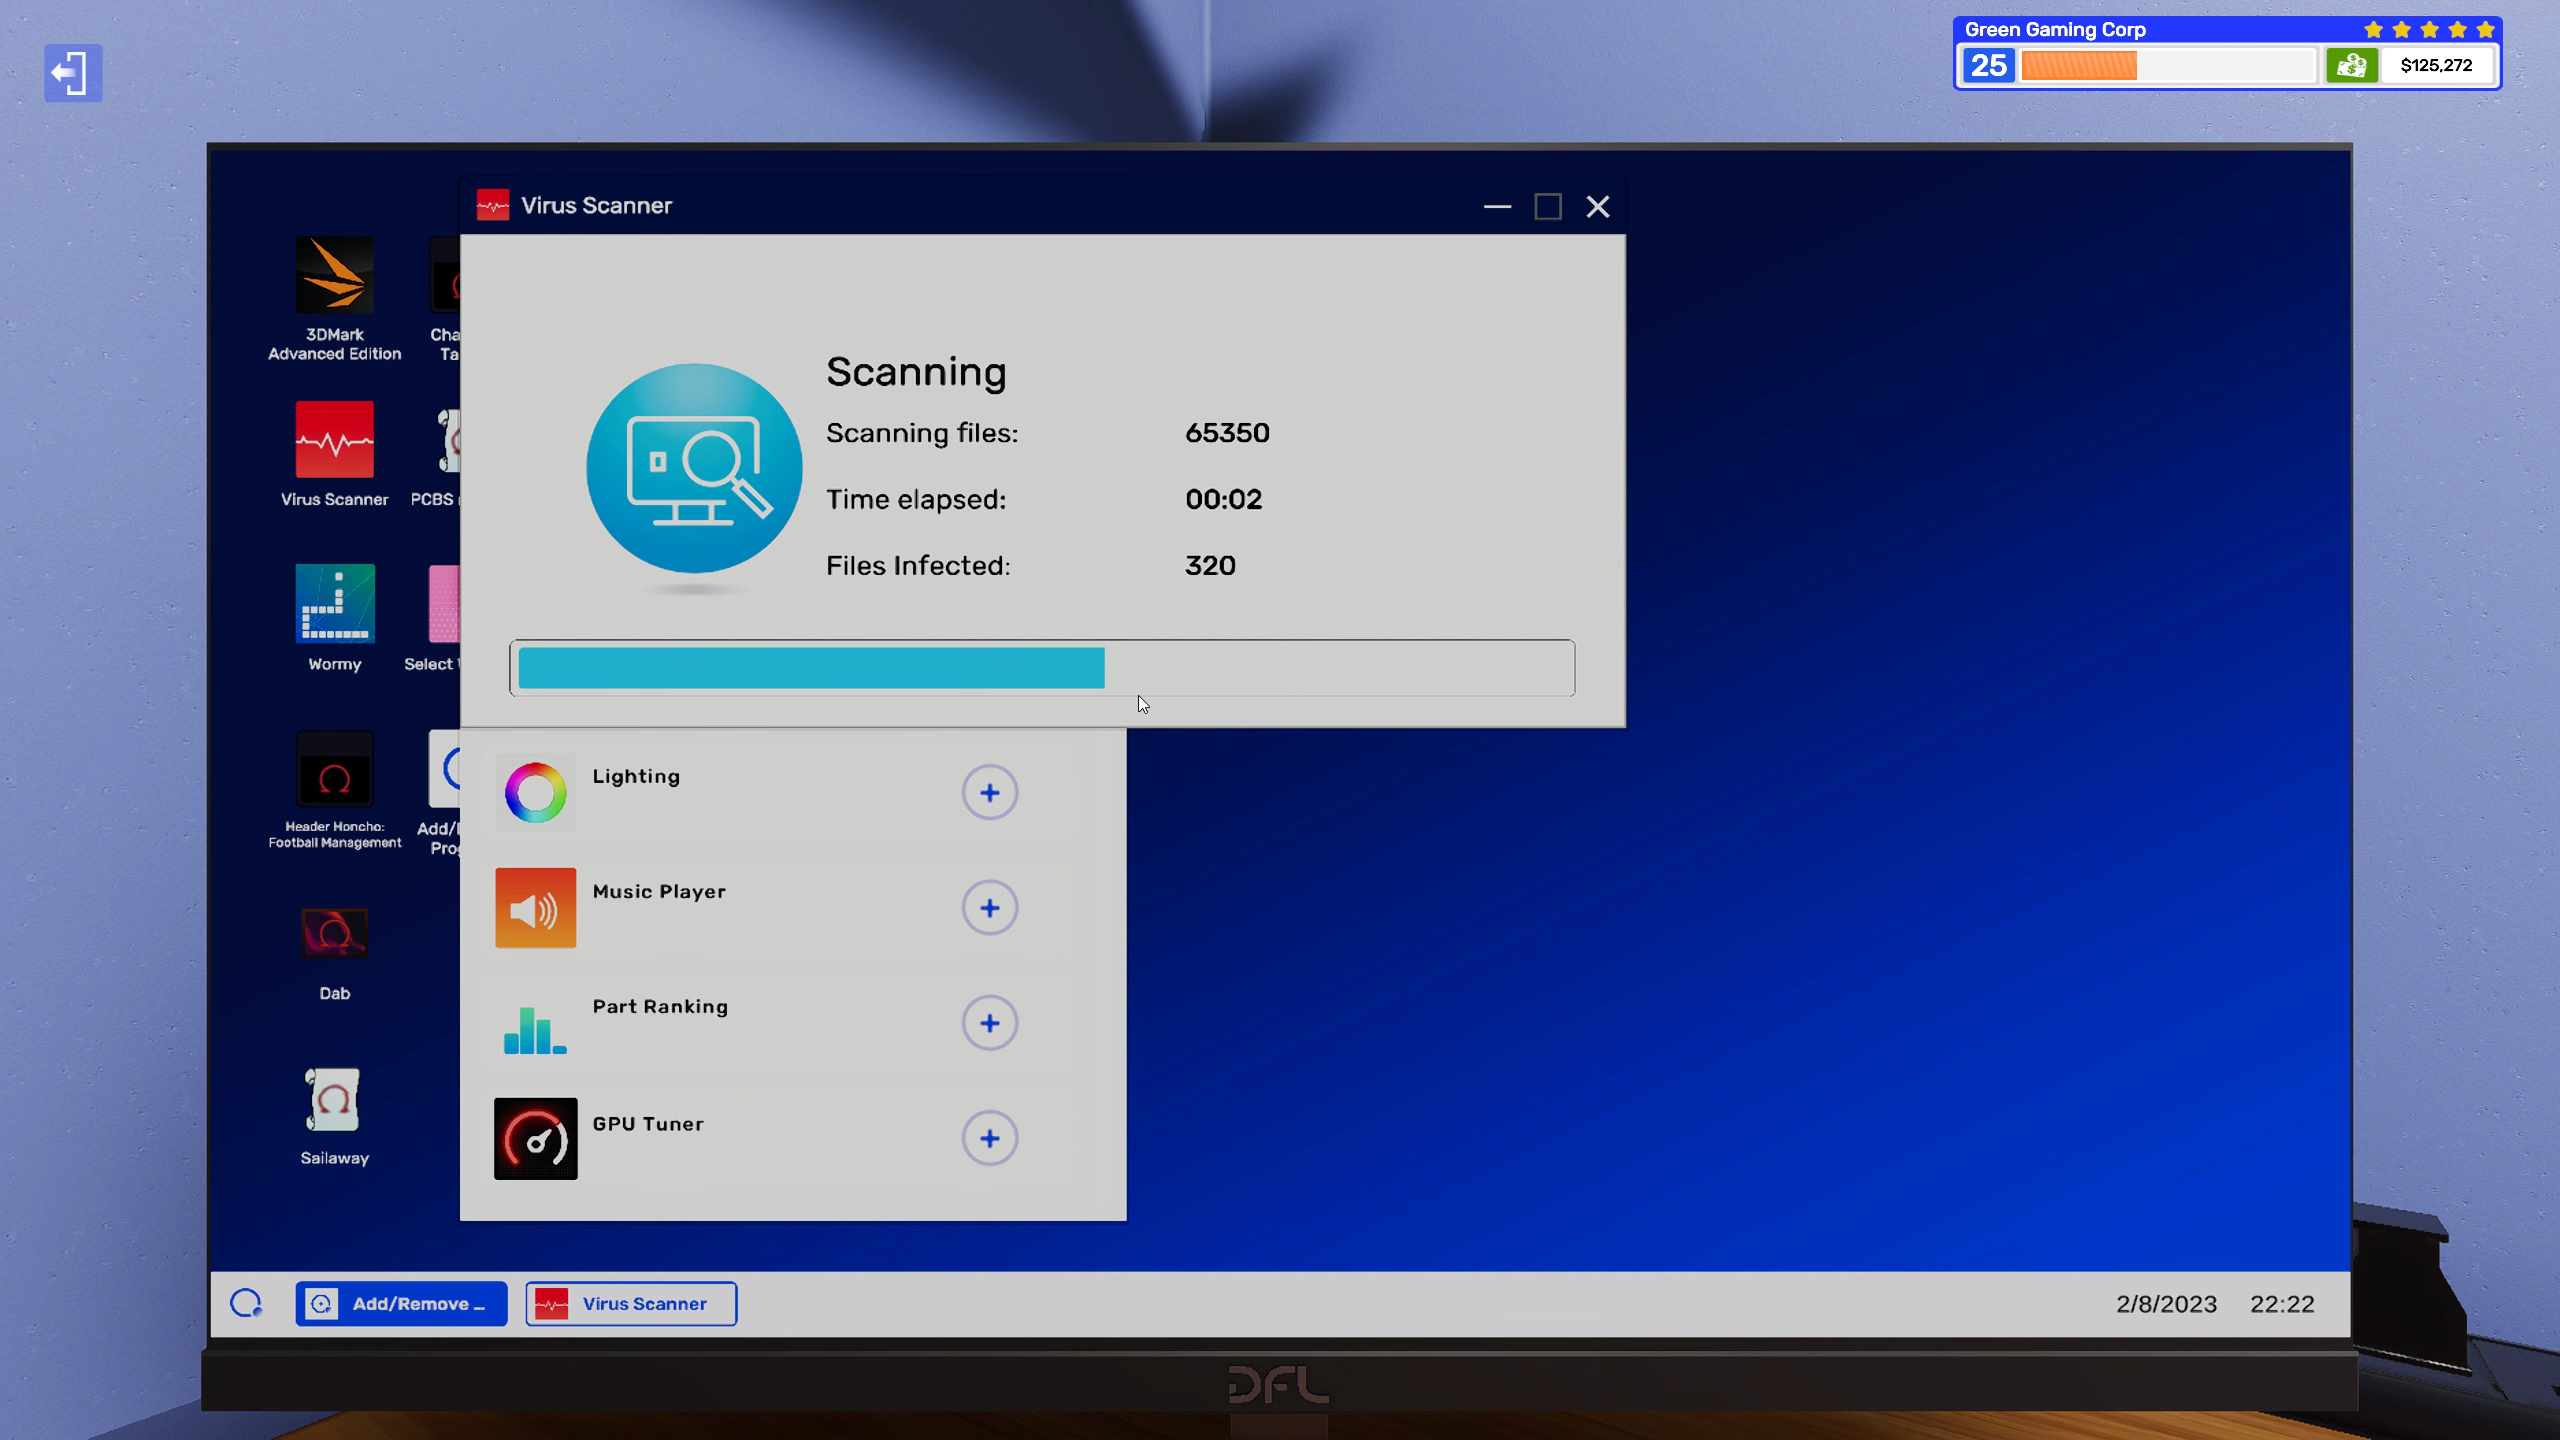 Green Gaming Corp
25
$125,272
Virus Scanner
3DMark
Advanced Edition
Cha
Ta
Scanning
Scanning files: 65350
Time elapsed: 00:02
Files Infected: 320
Virus Scanner
PCBS
Wormy
Select
Header Honcho:
Football Management
Add/
Prog
Lighting
Music Player
Part Ranking
GPU Tuner
Dab
Sailaway
Add/Remove ...
Virus Scanner
2/8/2023 22:22
DFL